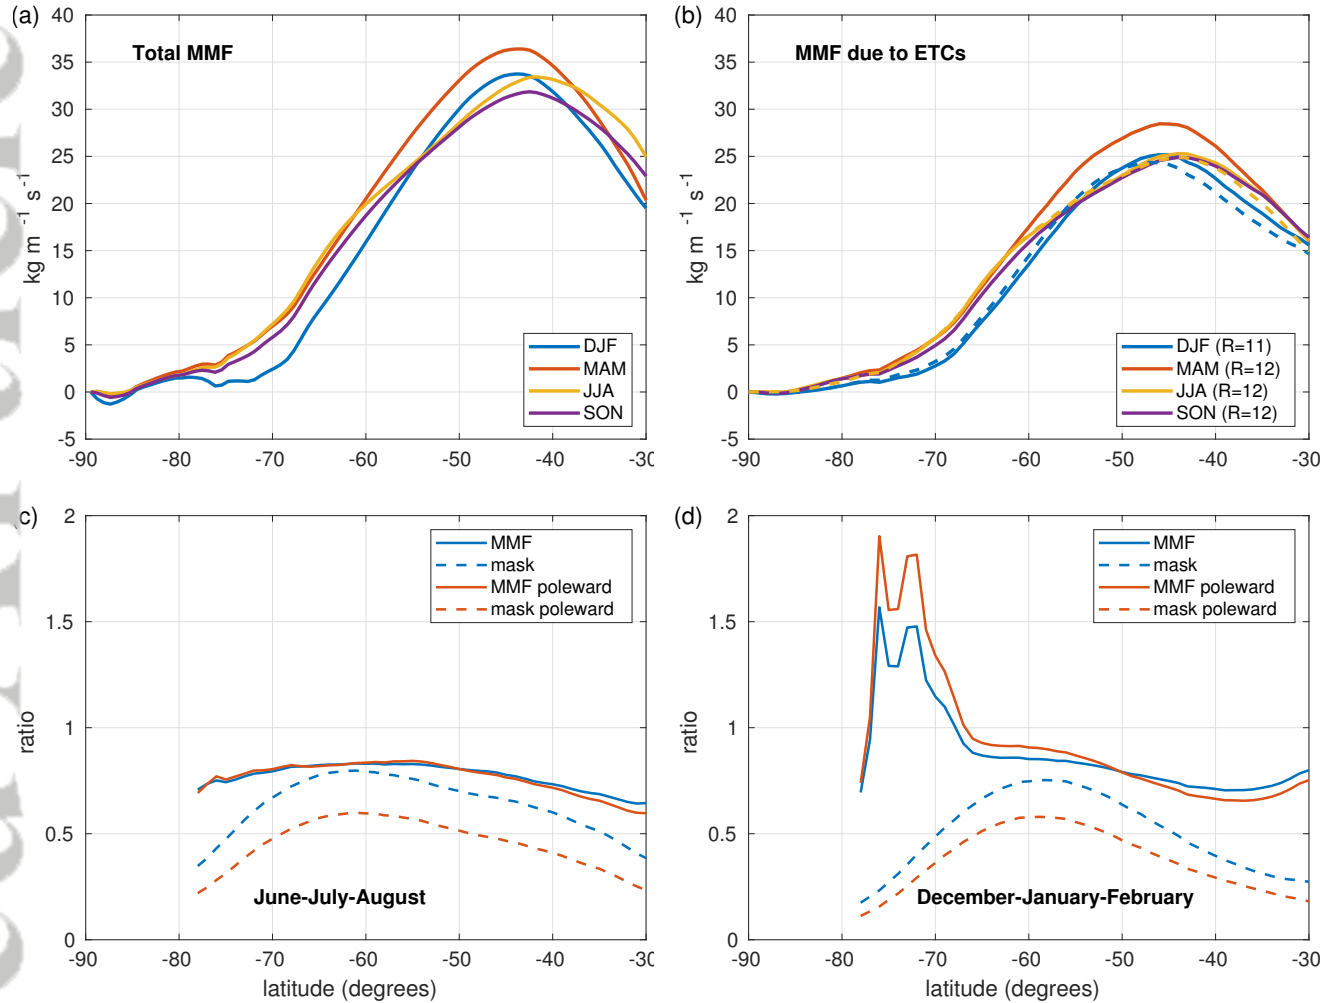 (a)
Total MMF
40
35
30
25
20
15
10
5
0
-5
kg m-1 s-1
-90 -80 -70 -60 -50 -40 -30
DJF
MAM
JJA
SON
(b)
MMF due to ETCs
40
35
30
25
20
15
10
5
0
-5
kg m-1 s-1
-90 -80 -70 -60 -50 -40 -30
DJF (R=11)
MAM (R=12)
JJA (R=12)
SON (R=12)
c)
2
1.5
1
0.5
0
ratio
MMF
mask
MMF poleward
mask poleward
June-July-August
-90 -80 -70 -60 -50 -40 -30
latitude (degrees)
(d)
2
1.5
1
0.5
0
ratio
MMF
mask
MMF poleward
mask poleward
December-January-February
-90 -80 -70 -60 -50 -40 -30
latitude (degrees)